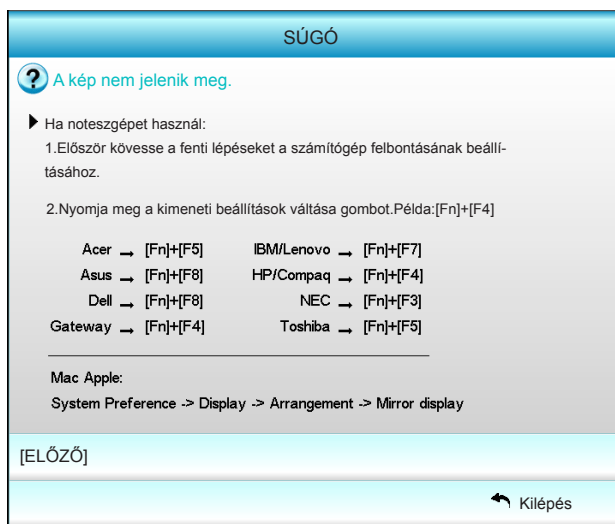 SÚGÓ
A kép nem jelenik meg.
Ha noteszgépet használ:
1.Először kövesse a fenti lépéseket a számítógép felbontásának beállí-
tásához.
2.Nyomja meg a kimeneti beállítások váltása gombot.Példa:[Fn]+[F4]
Acer → [Fn]+[F5] IBM/Lenovo → [Fn]+[F7]
Asus → [Fn]+[F8] HP/Compaq → [Fn]+[F4]
Dell → [Fn]+[F8] NEC → [Fn]+[F3]
Gateway → [Fn]+[F4] Toshiba → [Fn]+[F5]
Mac Apple:
System Preference -> Display -> Arrangement -> Mirror display
[ELŐZŐ]
Kilépés